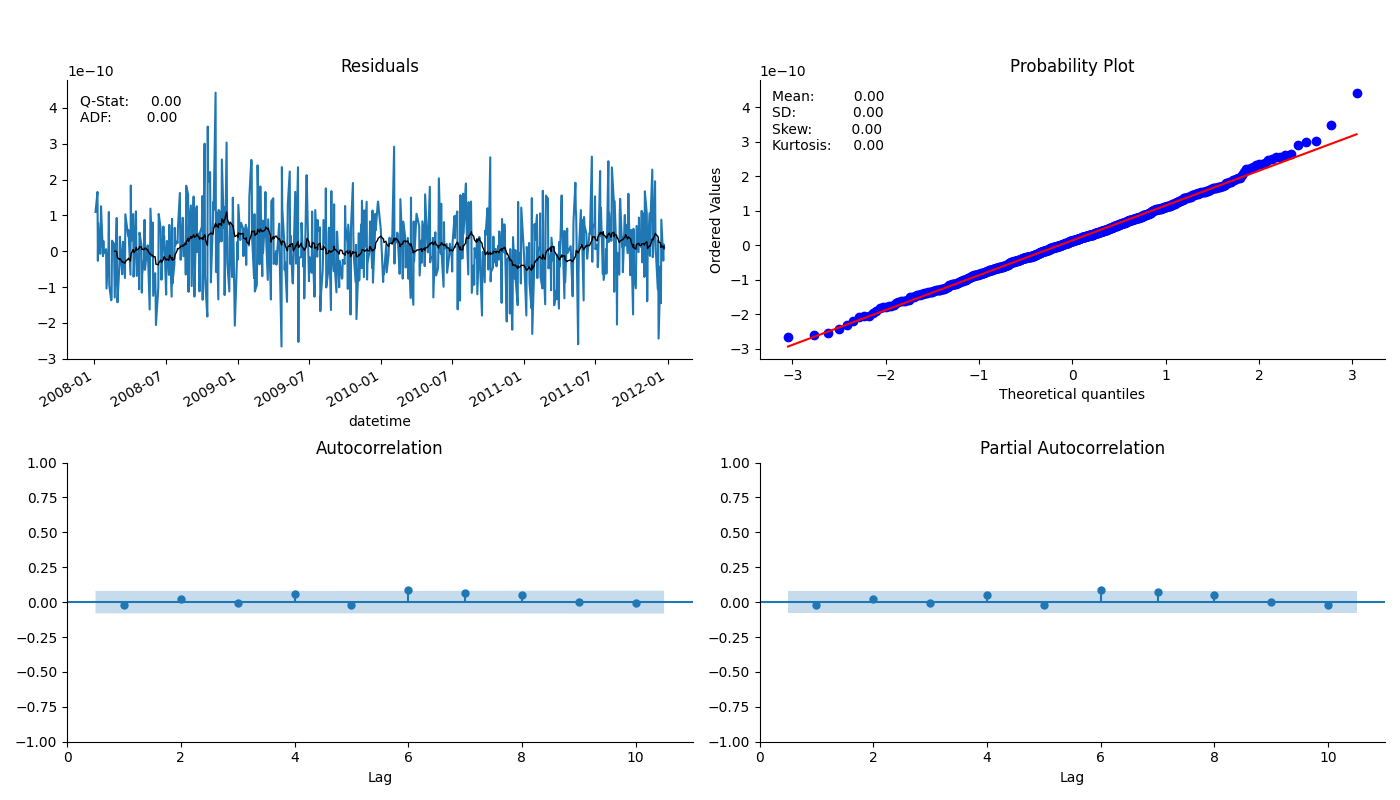 Residuals
1e−10
Q-Stat: 0.00
ADF: 0.00
4
3
2
1
0
−1
−2
−3
2008-01 2008-07 2009-01 2009-07 2010-01 2010-07 2011-01 2011-07 2012-01
datetime
Probability Plot
1e−10
Mean: 0.00
SD: 0.00
Skew: 0.00
Kurtosis: 0.00
Ordered Values
4
3
2
1
0
−1
−2
−3
−3 −2 −1 0 1 2 3
Theoretical quantiles
Autocorrelation
1.00
0.75
0.50
0.25
0.00
−0.25
−0.50
−0.75
−1.00
0 2 4 6 8 10
Lag
Partial Autocorrelation
1.00
0.75
0.50
0.25
0.00
−0.25
−0.50
−0.75
−1.00
0 2 4 6 8 10
Lag